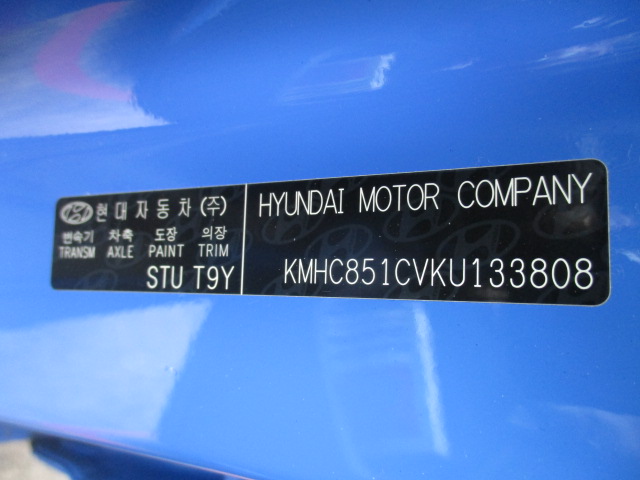 현대자동차(주)
변속기 차축 도장 의장
TRANSM AXLE PAINT TRIM
STU T9Y
HYUNDAI MOTOR COMPANY
KMHC851CVKU133808